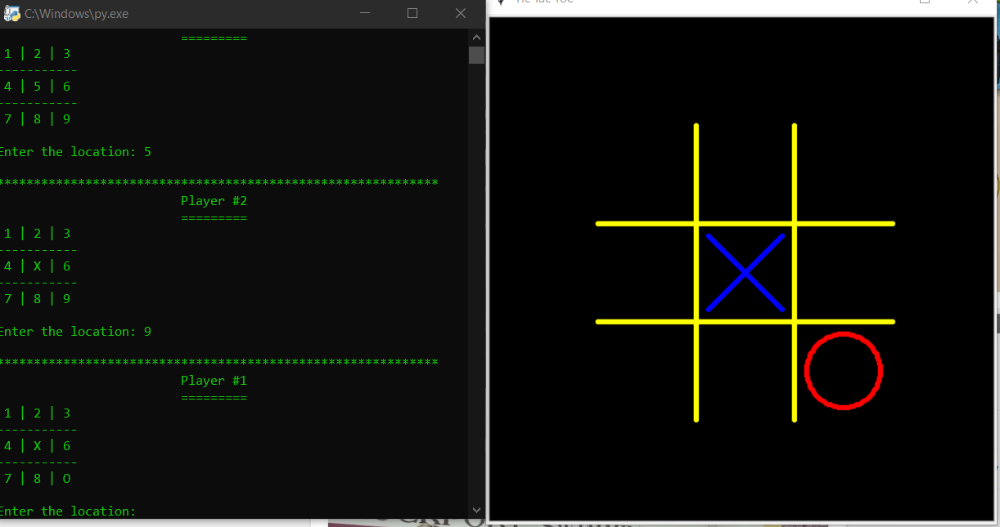 C:\Windows\py.exe
=========
1 | 2 | 3
-----------
4 | 5 | 6
-----------
7 | 8 | 9
Enter the location: 5
************************************************************
Player #2
=========
1 | 2 | 3
-----------
4 | X | 6
-----------
7 | 8 | 9
Enter the location: 9
************************************************************
Player #1
=========
1 | 2 | 3
-----------
4 | X | 6
-----------
7 | 8 | O
Enter the location: